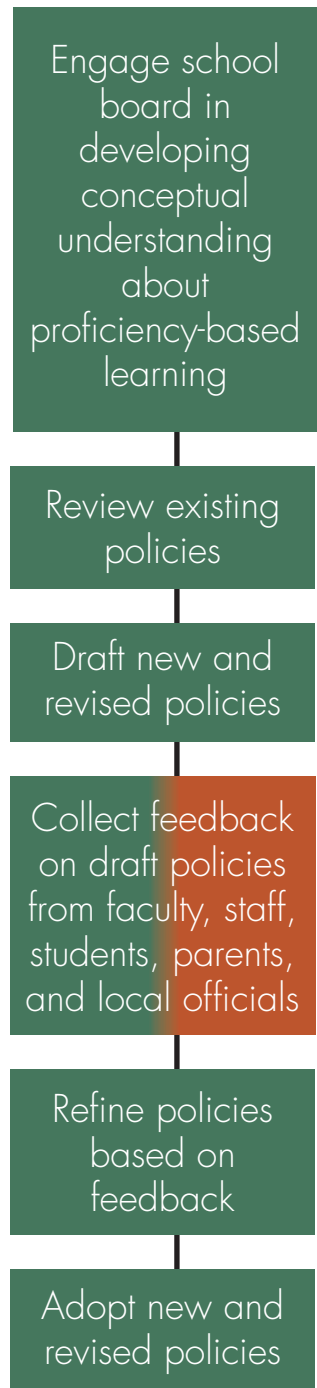 Engage school
board in
developing
conceptual
understanding
about
proficiency-based
learning
Review existing
policies
Draft new and
revised policies
Collect feedback
on draft policies
from faculty, staff,
students, parents,
and local officials
Refine policies
based on
feedback
Adopt new and
revised policies